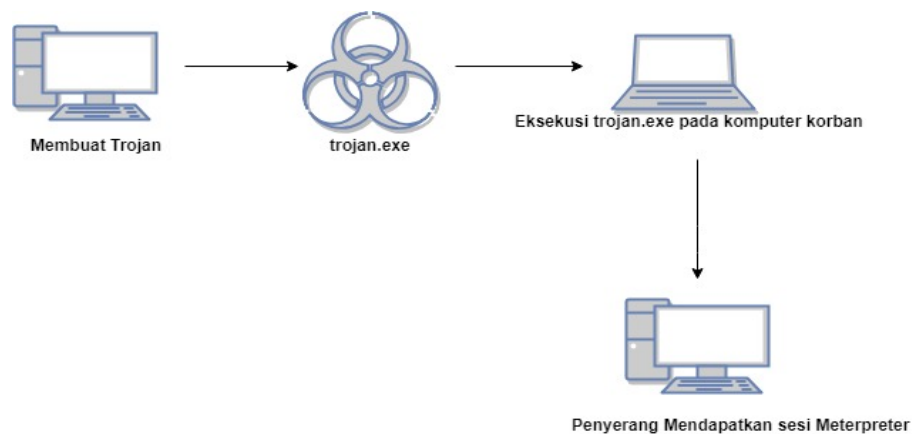 Membuat Trojan
trojan.exe
Eksekusi trojan.exe pada komputer korban
Penyerang Mendapatkan sesi Meterpreter